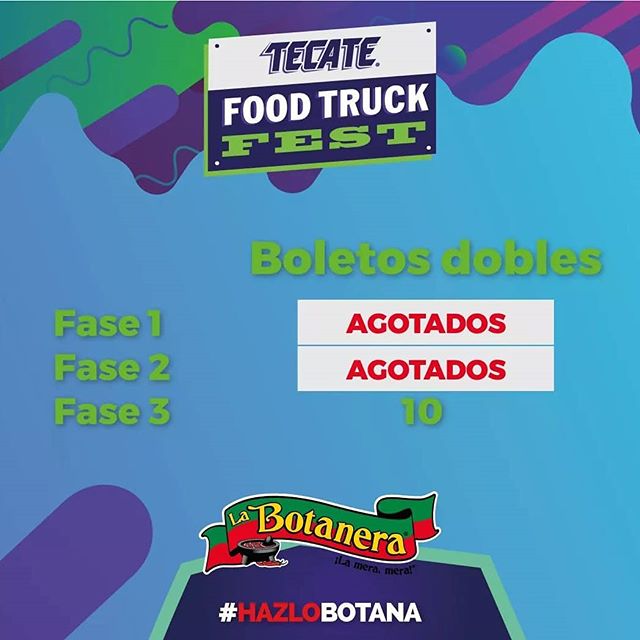 TECATE®
FOOD TRUCK
FEST
Boletos dobles
Fase 1 AGOTADOS
Fase 2 AGOTADOS
Fase 3 10
La Botanera®
¡La mera, mera!®
#HAZLOBOTANA